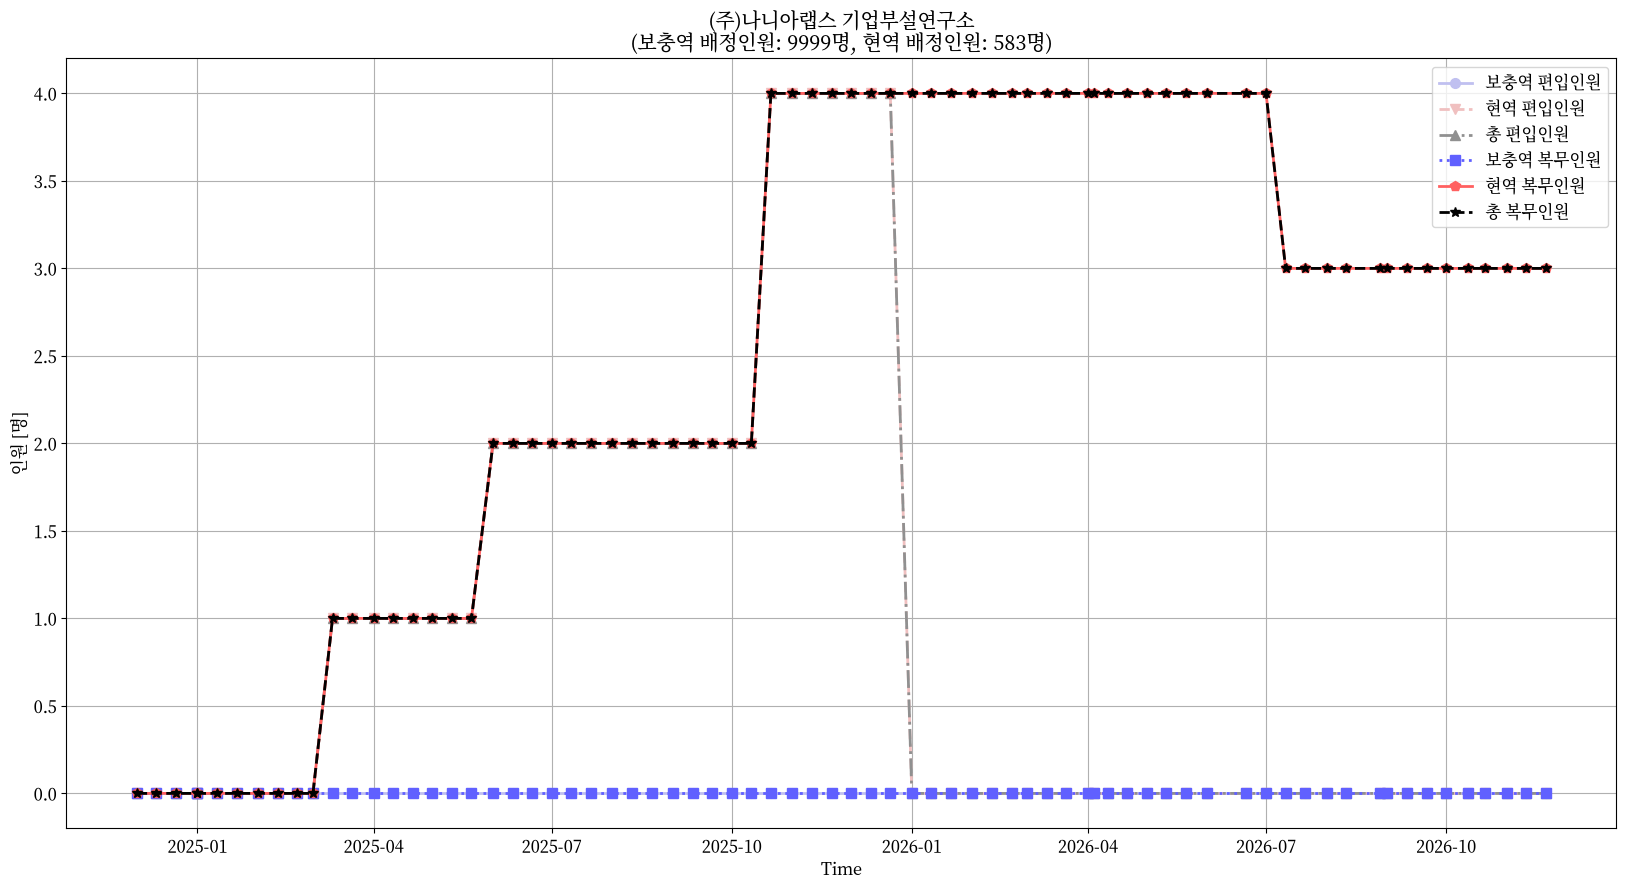 (주)나니아랩스 기업부설연구소
(보충역 배정인원: 9999명, 현역 배정인원: 583명)
보충역 편입인원
현역 편입인원
총 편입인원
보충역 복무인원
현역 복무인원
총 복무인원
인원 [명]
4.0
3.5
3.0
2.5
2.0
1.5
1.0
0.5
0.0
2025-01
2025-04
2025-07
2025-10
2026-01
2026-04
2026-07
2026-10
Time